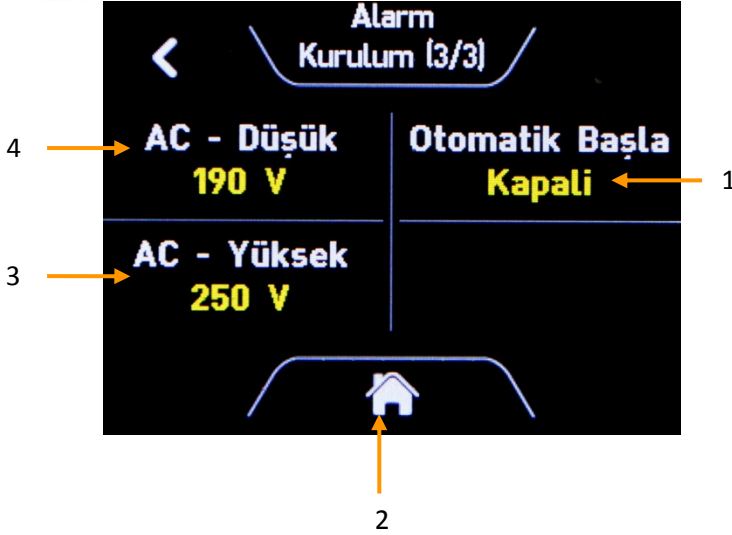 Alarm
Kurulum (3/3)
4
AC - Düşük
190 V
Otomatik Başla
Kapali
1
3
AC - Yüksek
250 V
2